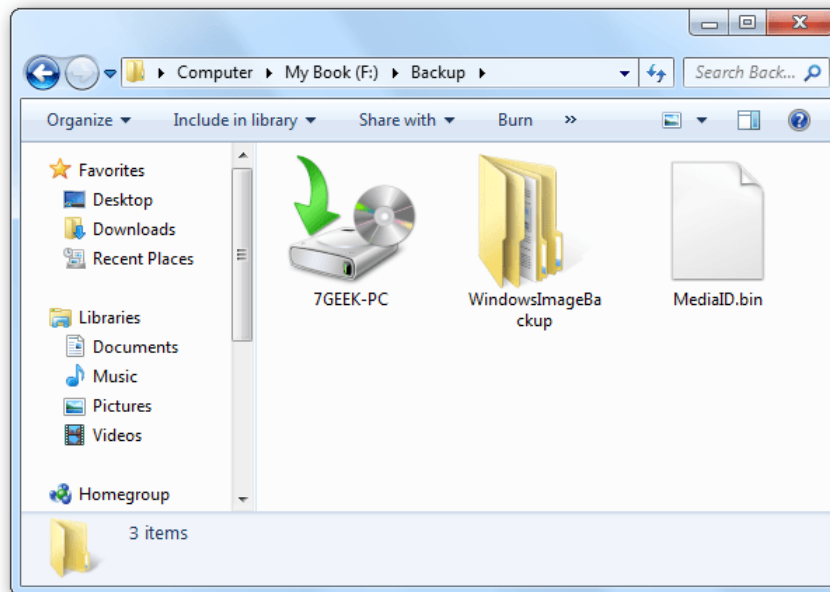 Computer My Book (F:) Backup Search Back...
Organize Include in library Share with Burn »
Favorites
Desktop
Downloads
Recent Places
Libraries
Documents
Music
Pictures
Videos
Homegroup
7GEEK-PC
WindowsImageBa
ckup
MediaID.bin
3 items